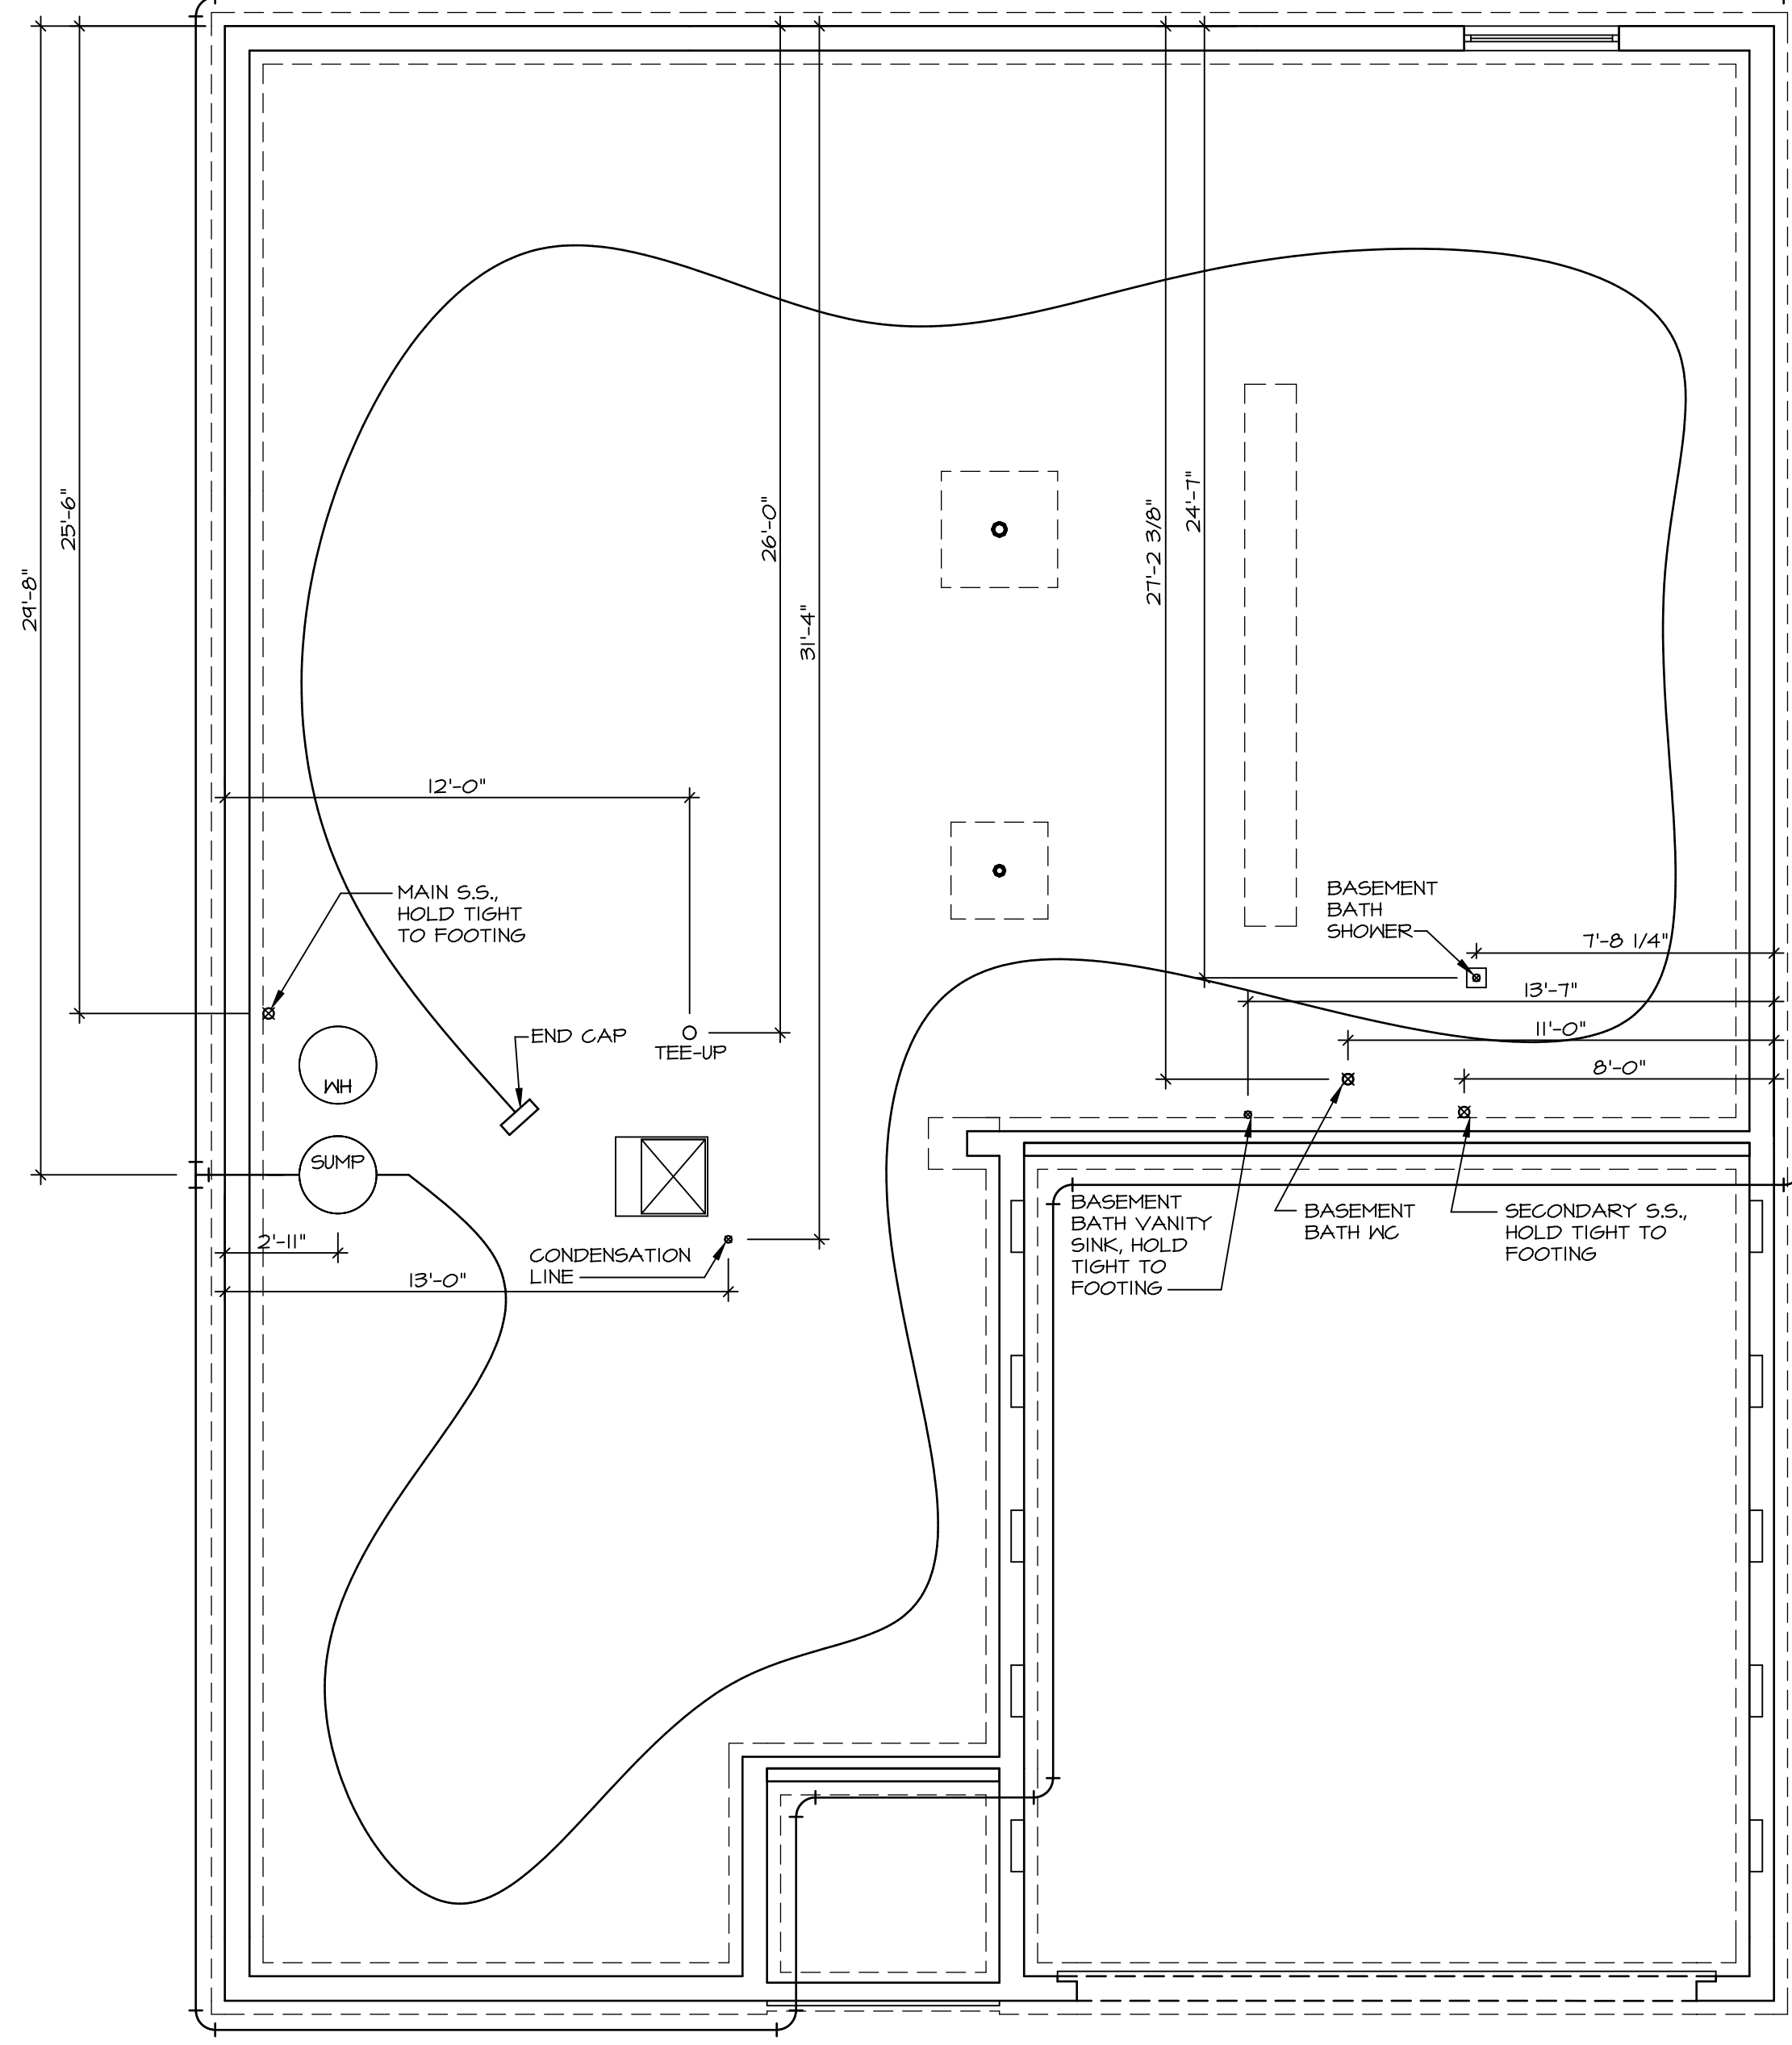 29'-8"
25'-6"
26'-0"
31'-4"
27'-2 3/8"
24'-7"
12'-0"
MAIN S.S.,
HOLD TIGHT
TO FOOTING
BASEMENT
BATH
SHOWER
7'-8 1/4"
13'-7"
11'-0"
8'-0"
END CAP
TEE-UP
WH
SUMP
2'-11"
CONDENSATION
LINE
13'-0"
BASEMENT
BATH VANITY
SINK, HOLD
TIGHT TO
FOOTING
BASEMENT
BATH WC
SECONDARY S.S.,
HOLD TIGHT TO
FOOTING